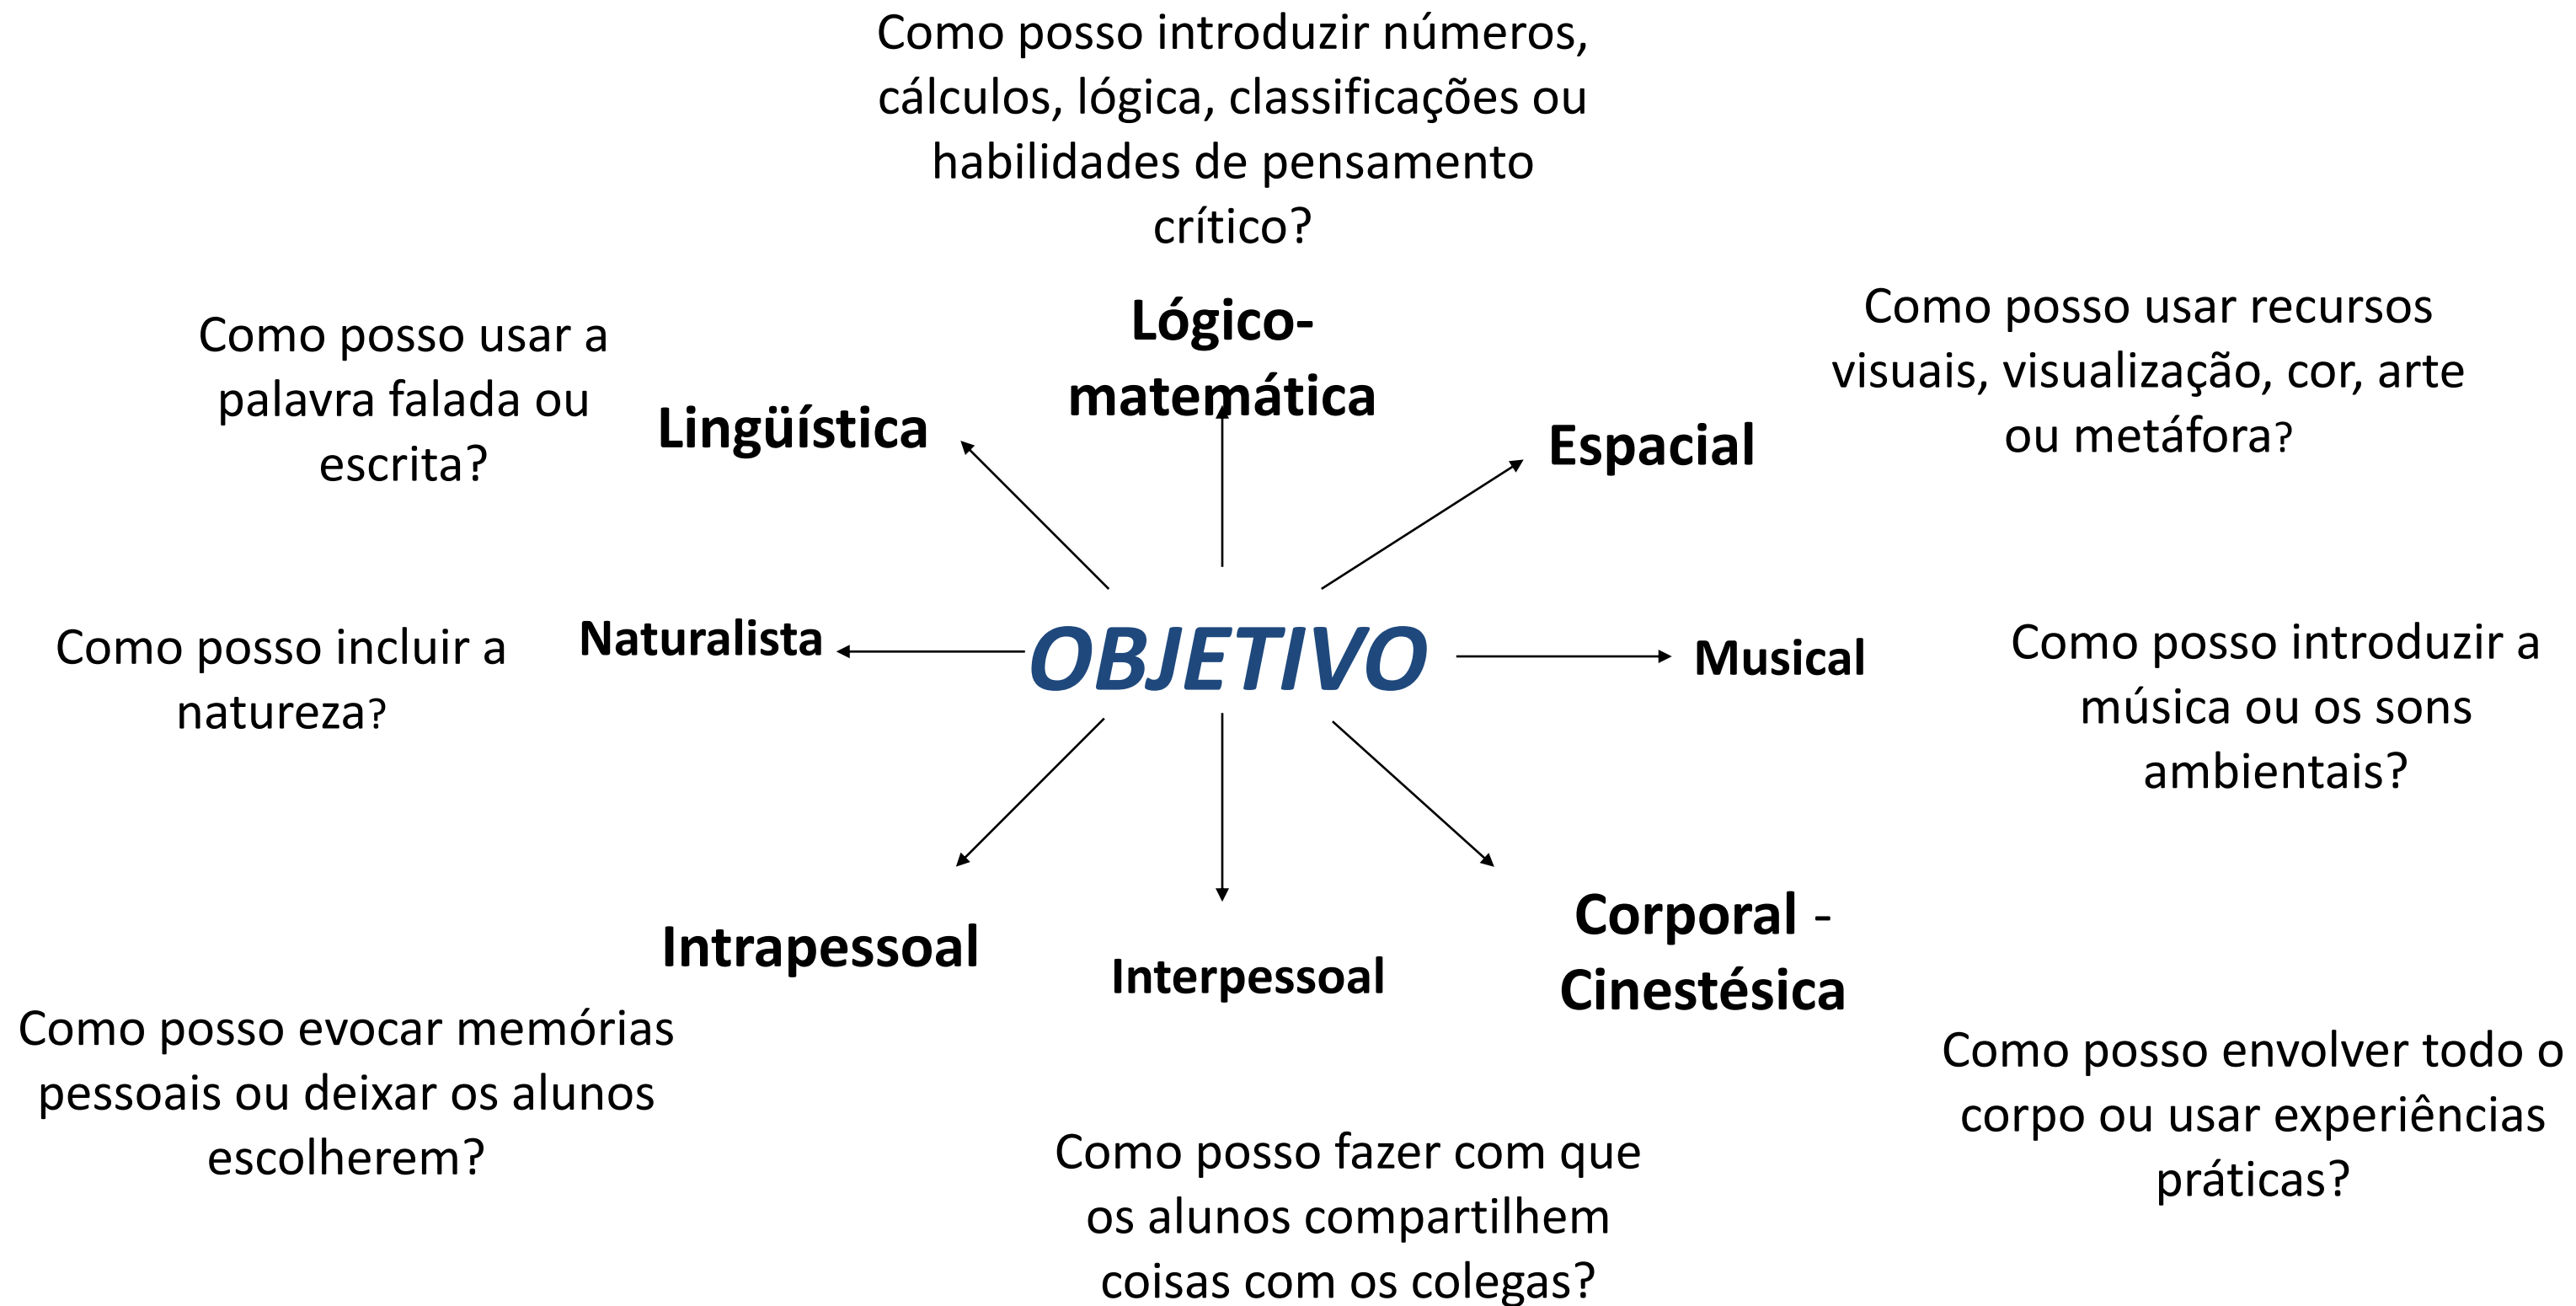 Como posso introduzir números,
cálculos, lógica, classificações ou
habilidades de pensamento
crítico?
Lógico-
matemática
Como posso usar a
palavra falada ou
escrita?
Lingüística
Espacial
Como posso usar recursos
visuais, visualização, cor, arte
ou metáfora?
Como posso incluir a
natureza?
Naturalista
OBJETIVO
Musical
Como posso introduzir a
música ou os sons
ambientais?
Intrapessoal
Como posso evocar memórias
pessoais ou deixar os alunos
escolherem?
Interpessoal
Como posso fazer com que
os alunos compartilhem
coisas com os colegas?
Corporal -
Cinestésica
Como posso envolver todo o
corpo ou usar experiências
práticas?